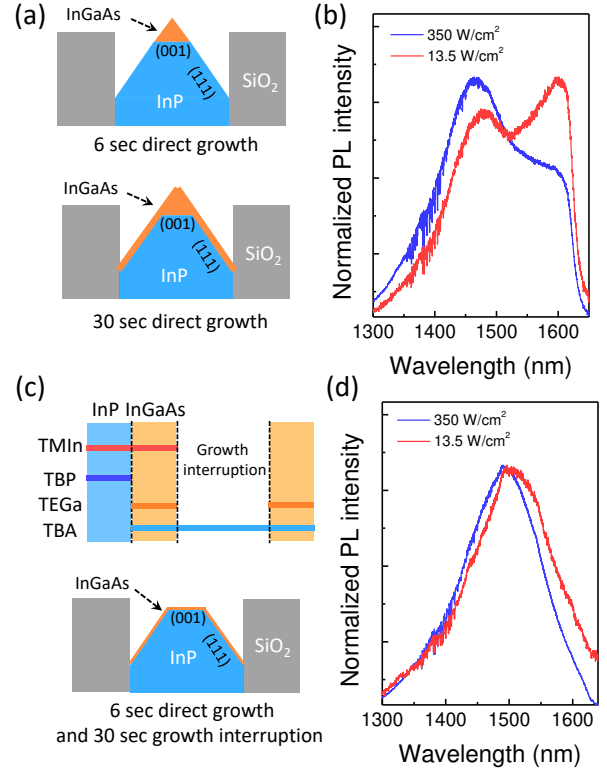 (a)
InGaAs
(001)
(111)
SiO₂
InP
6 sec direct growth
InGaAs
(001)
(111)
SiO₂
InP
30 sec direct growth
(b)
350 W/cm²
13.5 W/cm²
Normalized PL intensity
1300 1400 1500 1600
Wavelength (nm)
(c)
InP InGaAs
TMIn
TBP
TEGa
TBA
Growth
interruption
InGaAs
(001)
(111)
SiO₂
InP
6 sec direct growth
and 30 sec growth interruption
(d)
350 W/cm²
13.5 W/cm²
Normalized PL intensity
1300 1400 1500 1600
Wavelength (nm)